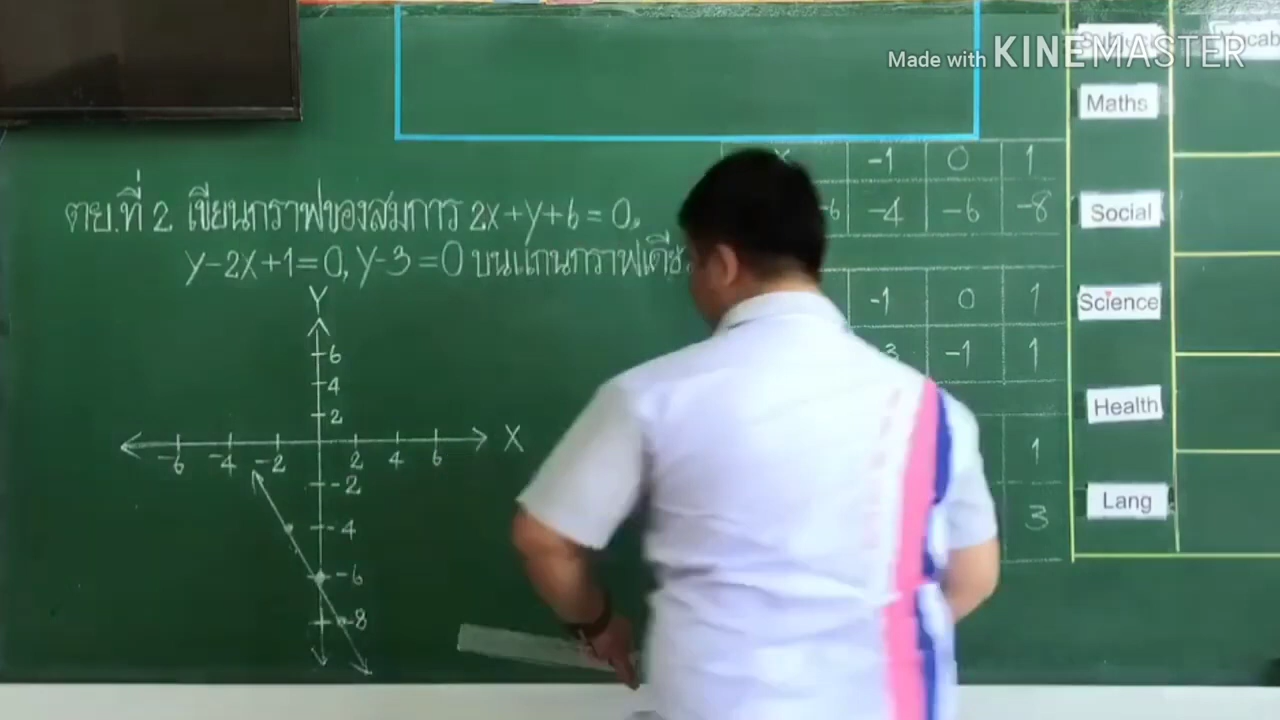 Made with KINEMASTER
Maths
Social
Science
Health
Lang
ตย.ที่ 2 เขียนกราฟของสมการ 2x+y+6=0,
y-2x+1=0, y-3=0 บนแกนกราฟ
x -1 0 1
-6 -4 -6 -8
-1 0 1
-3 -1 1
1
3
Y
6
4
2
-6 -4 -2 2 4 6 X
-2
-4
-6
-8